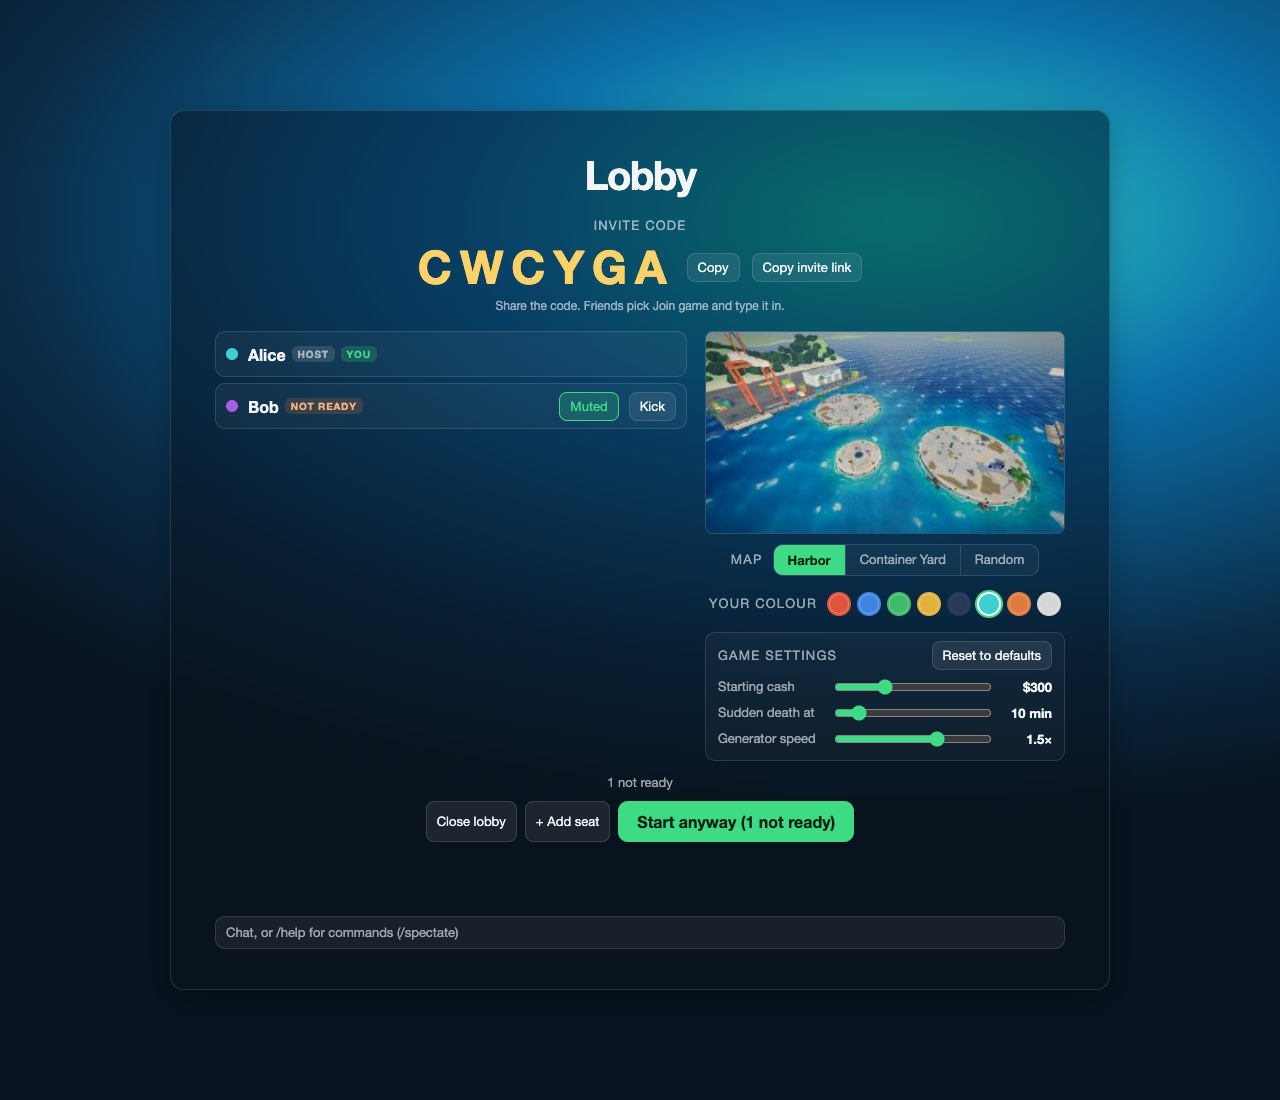 Lobby
INVITE CODE
CWCYGA Copy Copy invite link
Share the code. Friends pick Join game and type it in.
Alice HOST YOU
Bob NOT READY Muted Kick
MAP Harbor Container Yard Random
YOUR COLOUR
GAME SETTINGS Reset to defaults
Starting cash $300
Sudden death at 10 min
Generator speed 1.5×
1 not ready
Close lobby + Add seat Start anyway (1 not ready)
Chat, or /help for commands (/spectate)